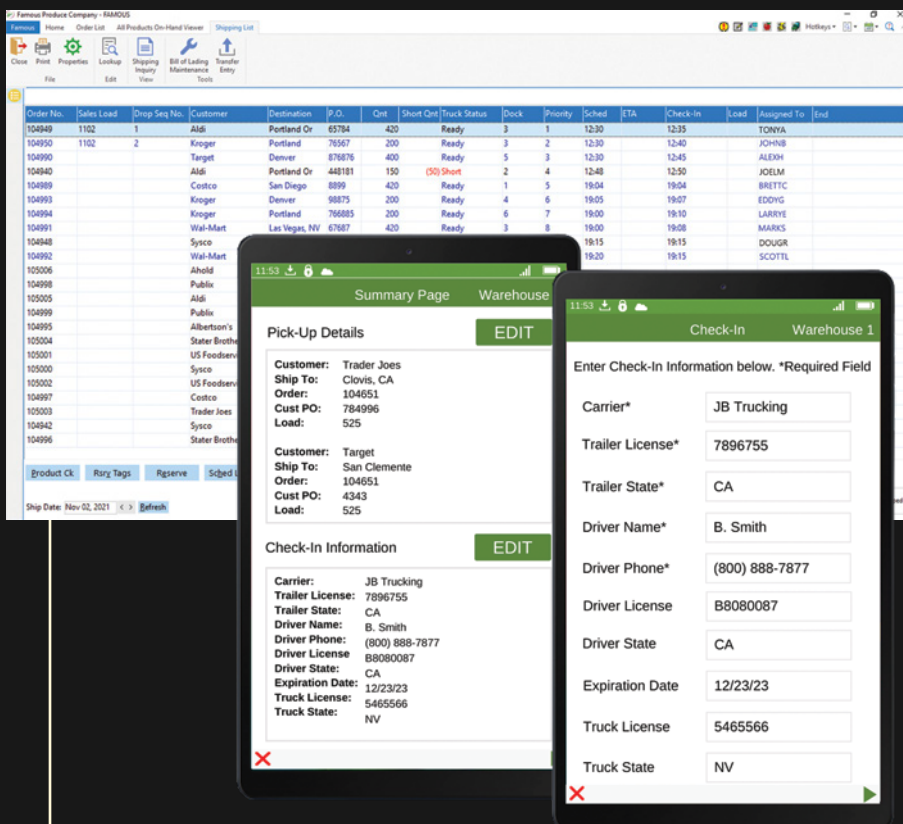 Famous Produce Company - FAMOUS
Famous Home Order List All Products On-Hand Viewer Shipping List
Hotkeys
Close Print Properties Lookup Shipping Inquiry Bill of Lading Maintenance Transfer Entry
File Edit View Tools
Order No. Sales Load Drop Seq No. Customer Destination P.O. Qnt Short Qnt Truck Status Dock Priority Sched ETA Check-In Load Assigned To End
104949 1102 1 Aldi Portland Or 65784 420 Ready 3 1 12:30 12:35 TONYA
104950 1102 2 Kroger Portland 76567 200 Ready 3 2 12:30 12:40 JOHNB
104990 Target Denver 876876 400 Ready 5 3 12:30 12:45 ALEXH
104940 Aldi Portland Or 448181 150 (50) Short 2 4 12:48 12:50 JOELM
104989 Costco San Diego 8899 420 Ready 1 5 19:04 19:04 BRETTC
104993 Kroger Denver 98875 200 Ready 4 6 19:05 19:07 EDDYG
104994 Kroger Portland 766885 200 Ready 6 7 19:00 19:10 LARRYE
104991 Wal-Mart Las Vegas, NV 67687 420 Ready 3 8 19:00 19:08 MARKS
104948 Sysco 19:15 19:15 DOUGR
104992 Wal-Mart 19:20 19:15 SCOTTL
105006 Ahold
104998 Publix
105005 Aldi
104999 Publix
104995 Albertson's
105004 Stater Brothe
105001 US Foodserv
105000 Sysco
105002 US Foodserv
104997 Costco
105003 Trader Joes
104942 Sysco
104996 Stater Brothe
Product Ck Rsry Tags Reserve Sched L
Ship Date: Nov 02, 2021 < > Refresh
11:53
Summary Page Warehouse
Pick-Up Details EDIT
Customer: Trader Joes
Ship To: Clovis, CA
Order: 104651
Cust PO: 784996
Load: 525
Customer: Target
Ship To: San Clemente
Order: 104651
Cust PO: 4343
Load: 525
Check-In Information EDIT
Carrier: JB Trucking
Trailer License: 7896755
Trailer State: CA
Driver Name: B. Smith
Driver Phone: (800) 888-7877
Driver License B8080087
Driver State: CA
Expiration Date: 12/23/23
Truck License: 5465566
Truck State: NV
11:53
Check-In Warehouse 1
Enter Check-In Information below. *Required Field
Carrier* JB Trucking
Trailer License* 7896755
Trailer State* CA
Driver Name* B. Smith
Driver Phone* (800) 888-7877
Driver License B8080087
Driver State CA
Expiration Date 12/23/23
Truck License 5465566
Truck State NV